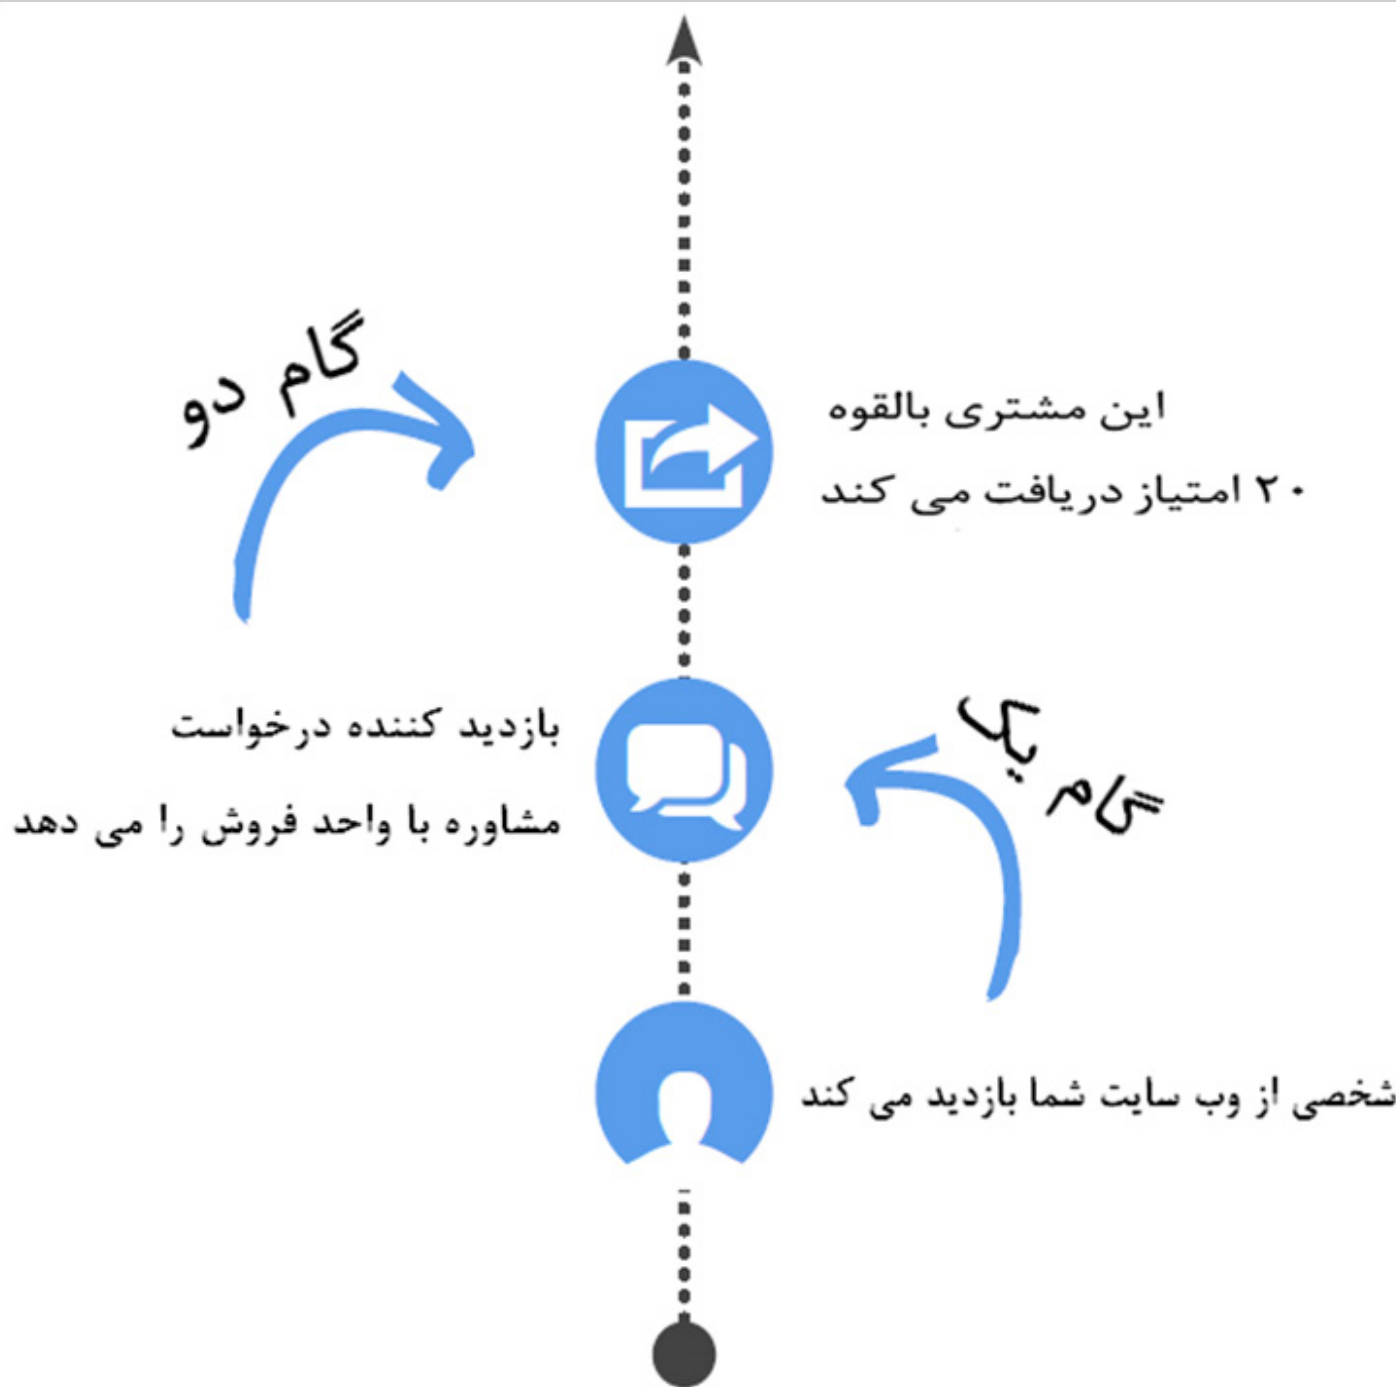 گام دو
این مشتری بالقوه
۲۰ امتیاز دریافت می کند
گام یک
بازدید کننده درخواست
مشاوره با واحد فروش را می دهد
شخصی از وب سایت شما بازدید می کند